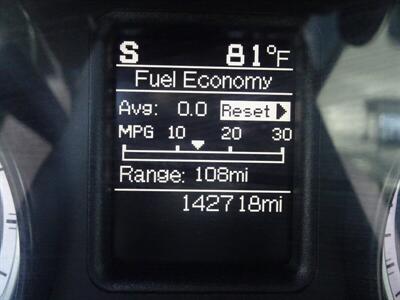 S 81°F
Fuel Economy
Avg: 0.0 Reset
MPG 10 20 30
Range: 108mi
142718mi